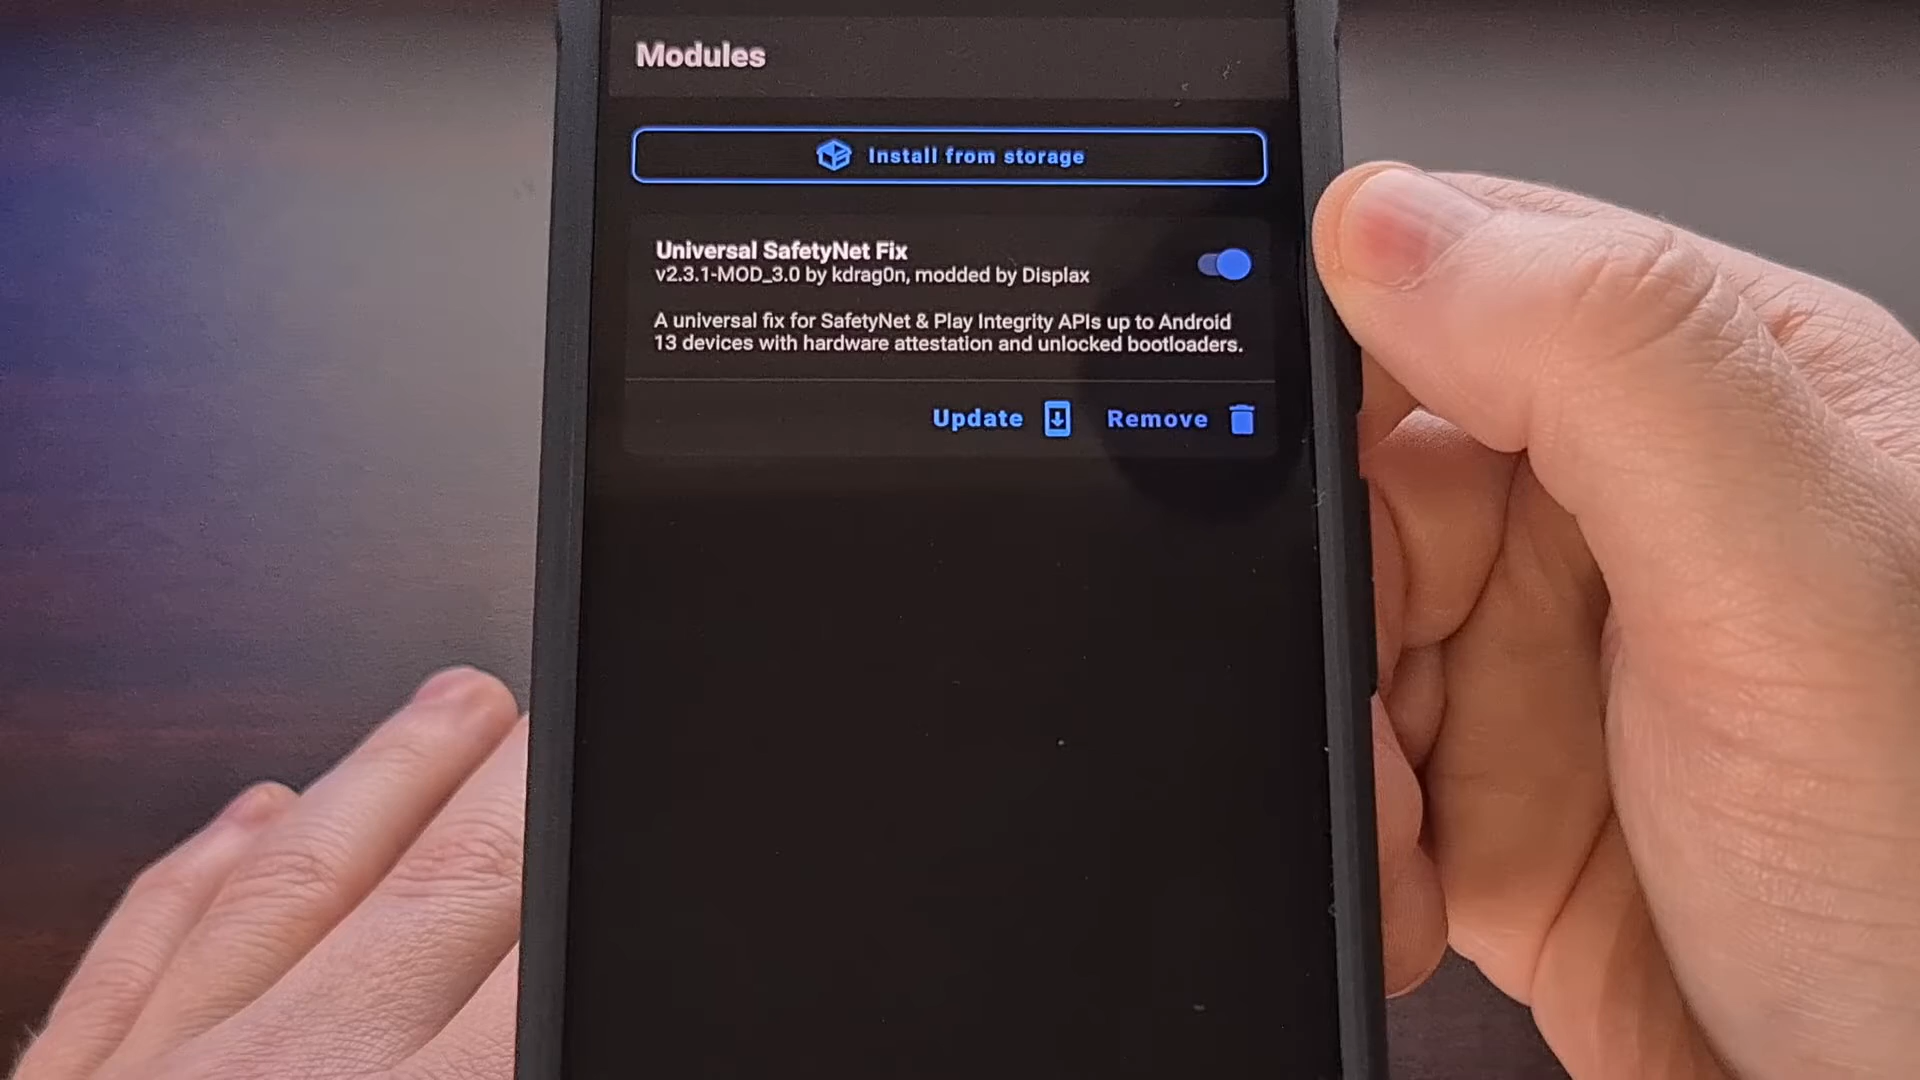 Modules
Install from storage
Universal SafetyNet Fix
v2.3.1-MOD_3.0 by kdrag0n, modded by Displax
A universal fix for SafetyNet & Play Integrity APIs up to Android
13 devices with hardware attestation and unlocked bootloaders.
Update Remove